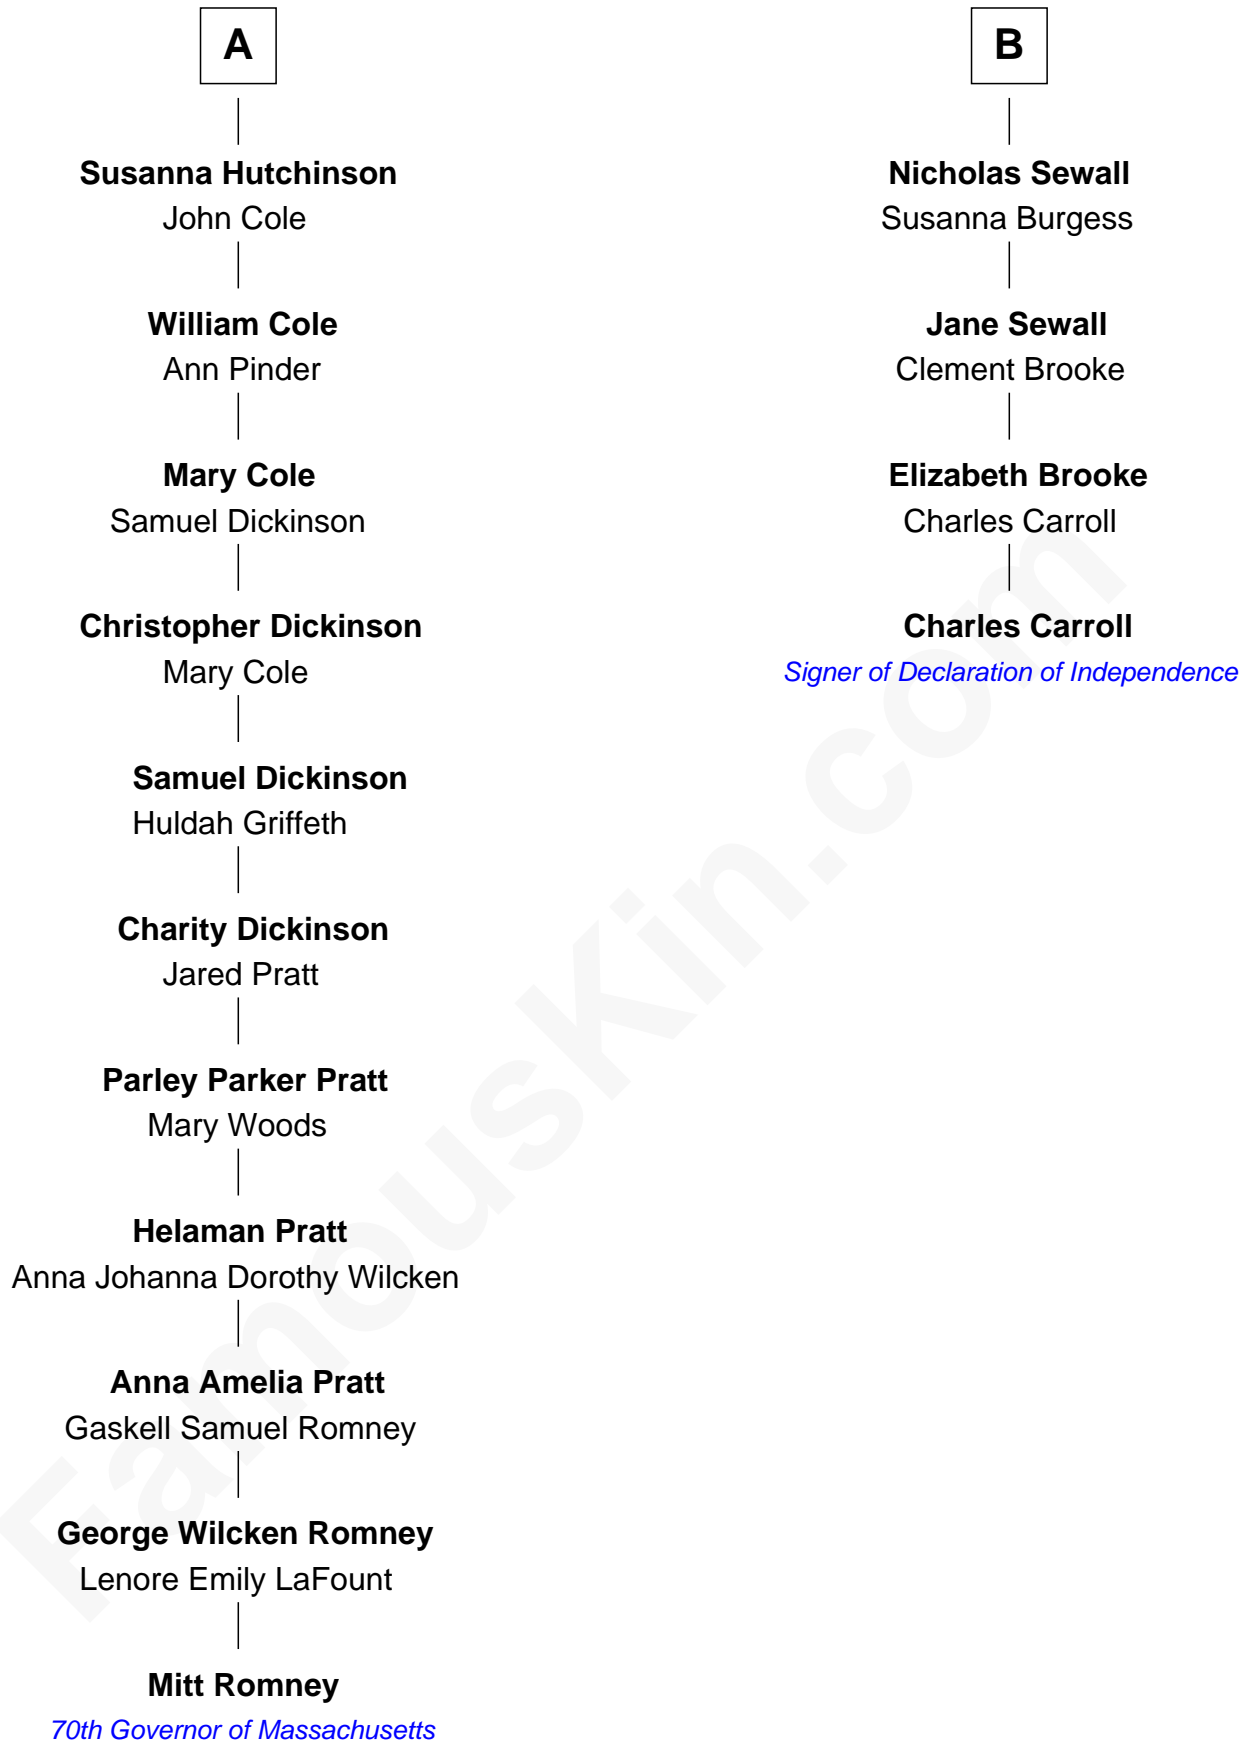 A
Susanna Hutchinson
John Cole
William Cole
Ann Pinder
Mary Cole
Samuel Dickinson
Christopher Dickinson
Mary Cole
Samuel Dickinson
Huldah Griffeth
Charity Dickinson
Jared Pratt
Parley Parker Pratt
Mary Woods
Helaman Pratt
Anna Johanna Dorothy Wilcken
Anna Amelia Pratt
Gaskell Samuel Romney
George Wilcken Romney
Lenore Emily LaFount
Mitt Romney
70th Governor of Massachusetts
B
Nicholas Sewall
Susanna Burgess
Jane Sewall
Clement Brooke
Elizabeth Brooke
Charles Carroll
Charles Carroll
Signer of Declaration of Independence
FamousKin.com